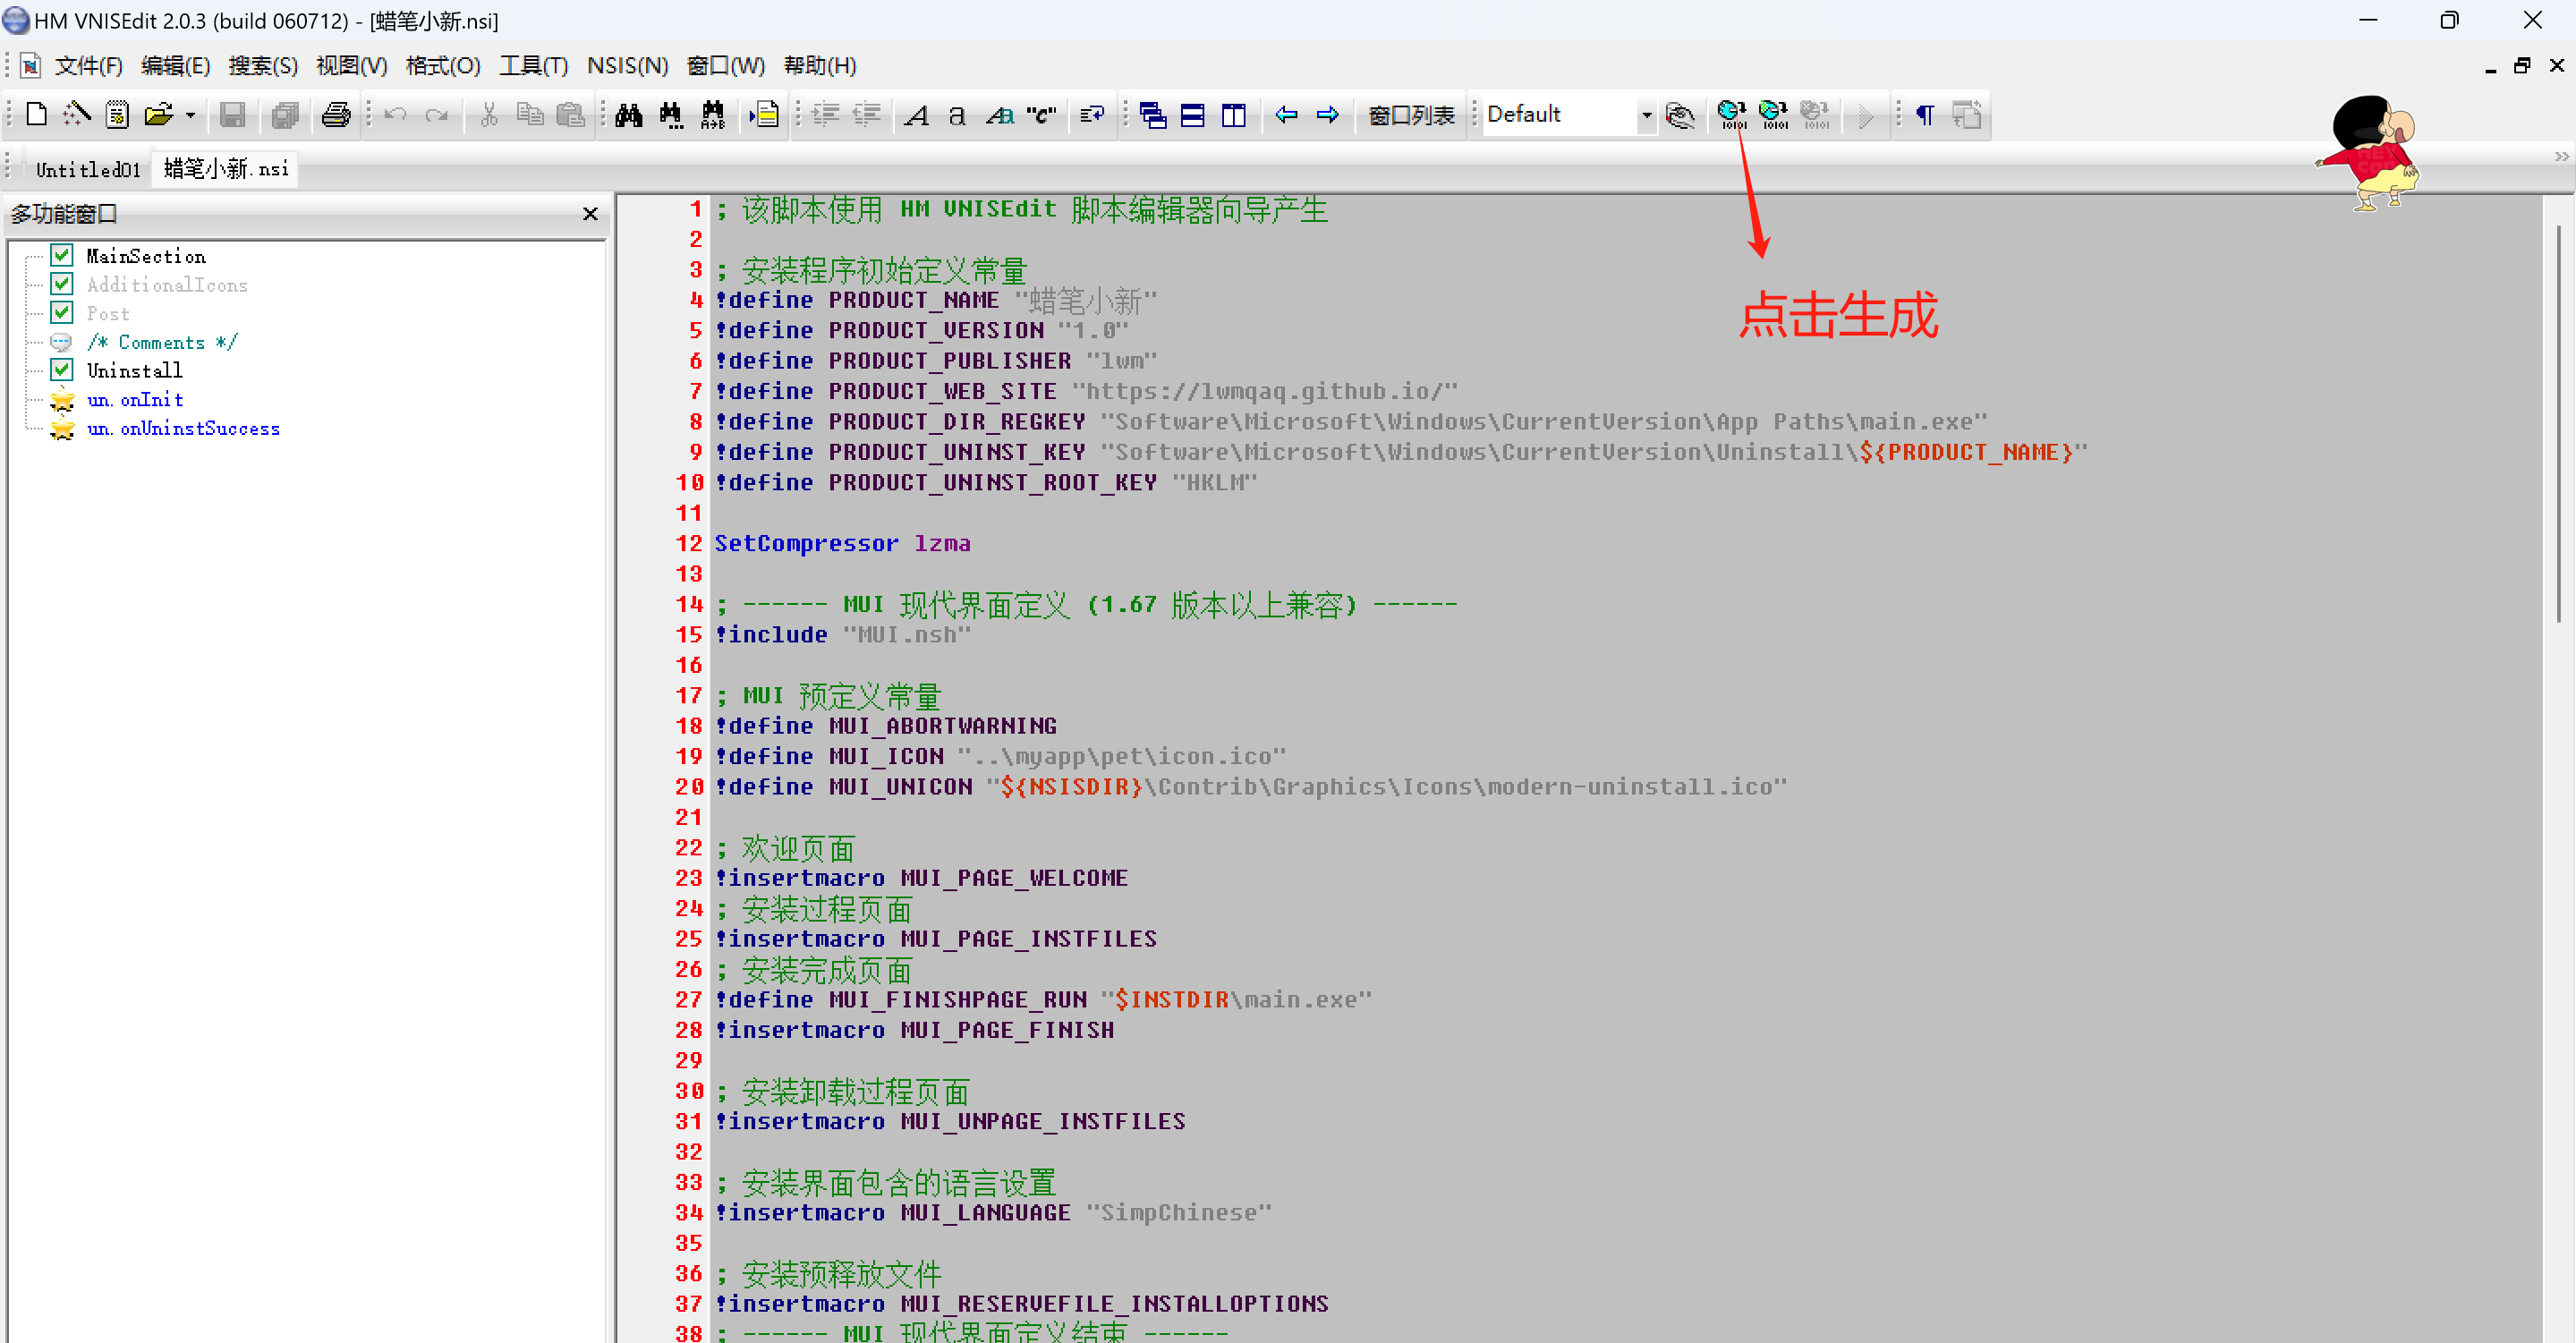 HM VNISEdit 2.0.3 (build 060712) - [蜡笔小新.nsi]
文件(F) 编辑(E) 搜索(S) 视图(V) 格式(O) 工具(T) NSIS(N) 窗口(W) 帮助(H)
窗口列表 Default
Untitled01 蜡笔小新.nsi
多功能窗口
MainSection
AdditionalIcons
Post
/* Comments */
Uninstall
un.onInit
un.onUninstSuccess
点击生成
1 ; 该脚本使用 HM VNISEdit 脚本编辑器向导产生
2
3 ; 安装程序初始定义常量
4 !define PRODUCT_NAME "蜡笔小新"
5 !define PRODUCT_VERSION "1.0"
6 !define PRODUCT_PUBLISHER "lwm"
7 !define PRODUCT_WEB_SITE "https://lwmqaq.github.io/"
8 !define PRODUCT_DIR_REGKEY "Software\Microsoft\Windows\CurrentVersion\App Paths\main.exe"
9 !define PRODUCT_UNINST_KEY "Software\Microsoft\Windows\CurrentVersion\Uninstall\${PRODUCT_NAME}"
10 !define PRODUCT_UNINST_ROOT_KEY "HKLM"
11
12 SetCompressor lzma
13
14 ; ------ MUI 现代界面定义 (1.67 版本以上兼容) ------
15 !include "MUI.nsh"
16
17 ; MUI 预定义常量
18 !define MUI_ABORTWARNING
19 !define MUI_ICON "..\myapp\pet\icon.ico"
20 !define MUI_UNICON "${NSISDIR}\Contrib\Graphics\Icons\modern-uninstall.ico"
21
22 ; 欢迎页面
23 !insertmacro MUI_PAGE_WELCOME
24 ; 安装过程页面
25 !insertmacro MUI_PAGE_INSTFILES
26 ; 安装完成页面
27 !define MUI_FINISHPAGE_RUN "$INSTDIR\main.exe"
28 !insertmacro MUI_PAGE_FINISH
29
30 ; 安装卸载过程页面
31 !insertmacro MUI_UNPAGE_INSTFILES
32
33 ; 安装界面包含的语言设置
34 !insertmacro MUI_LANGUAGE "SimpChinese"
35
36 ; 安装预释放文件
37 !insertmacro MUI_RESERVEFILE_INSTALLOPTIONS
38 ; ------ MUI 现代界面定义结束 ------